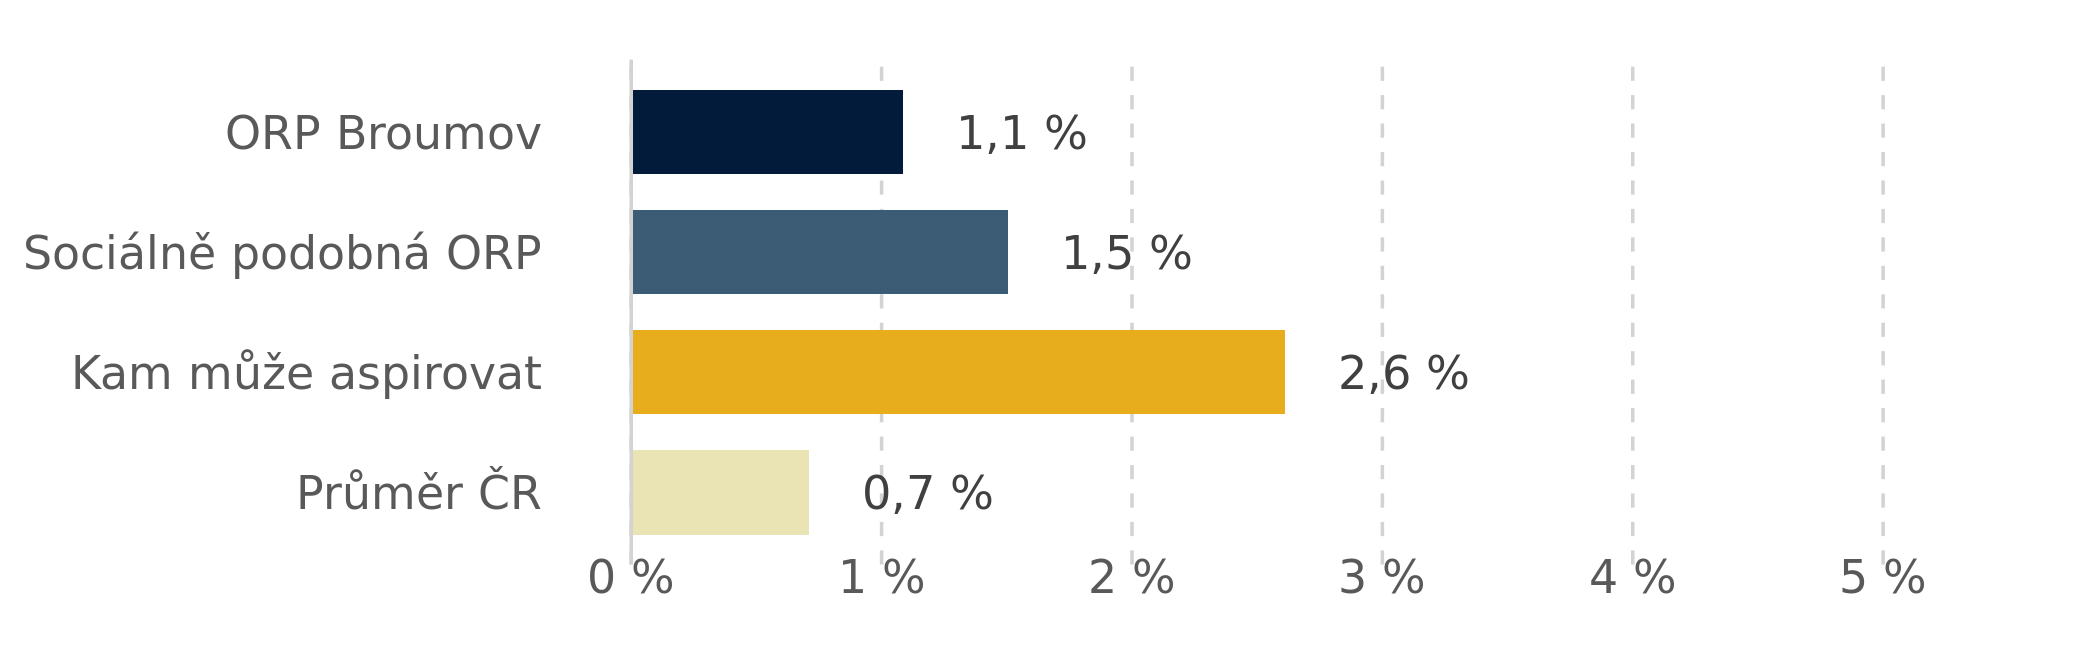 ORP Broumov 1,1 %
Sociálně podobná ORP 1,5 %
Kam může aspirovat 2,6 %
Průměr ČR 0,7 %
0 % 1 % 2 % 3 % 4 % 5 %